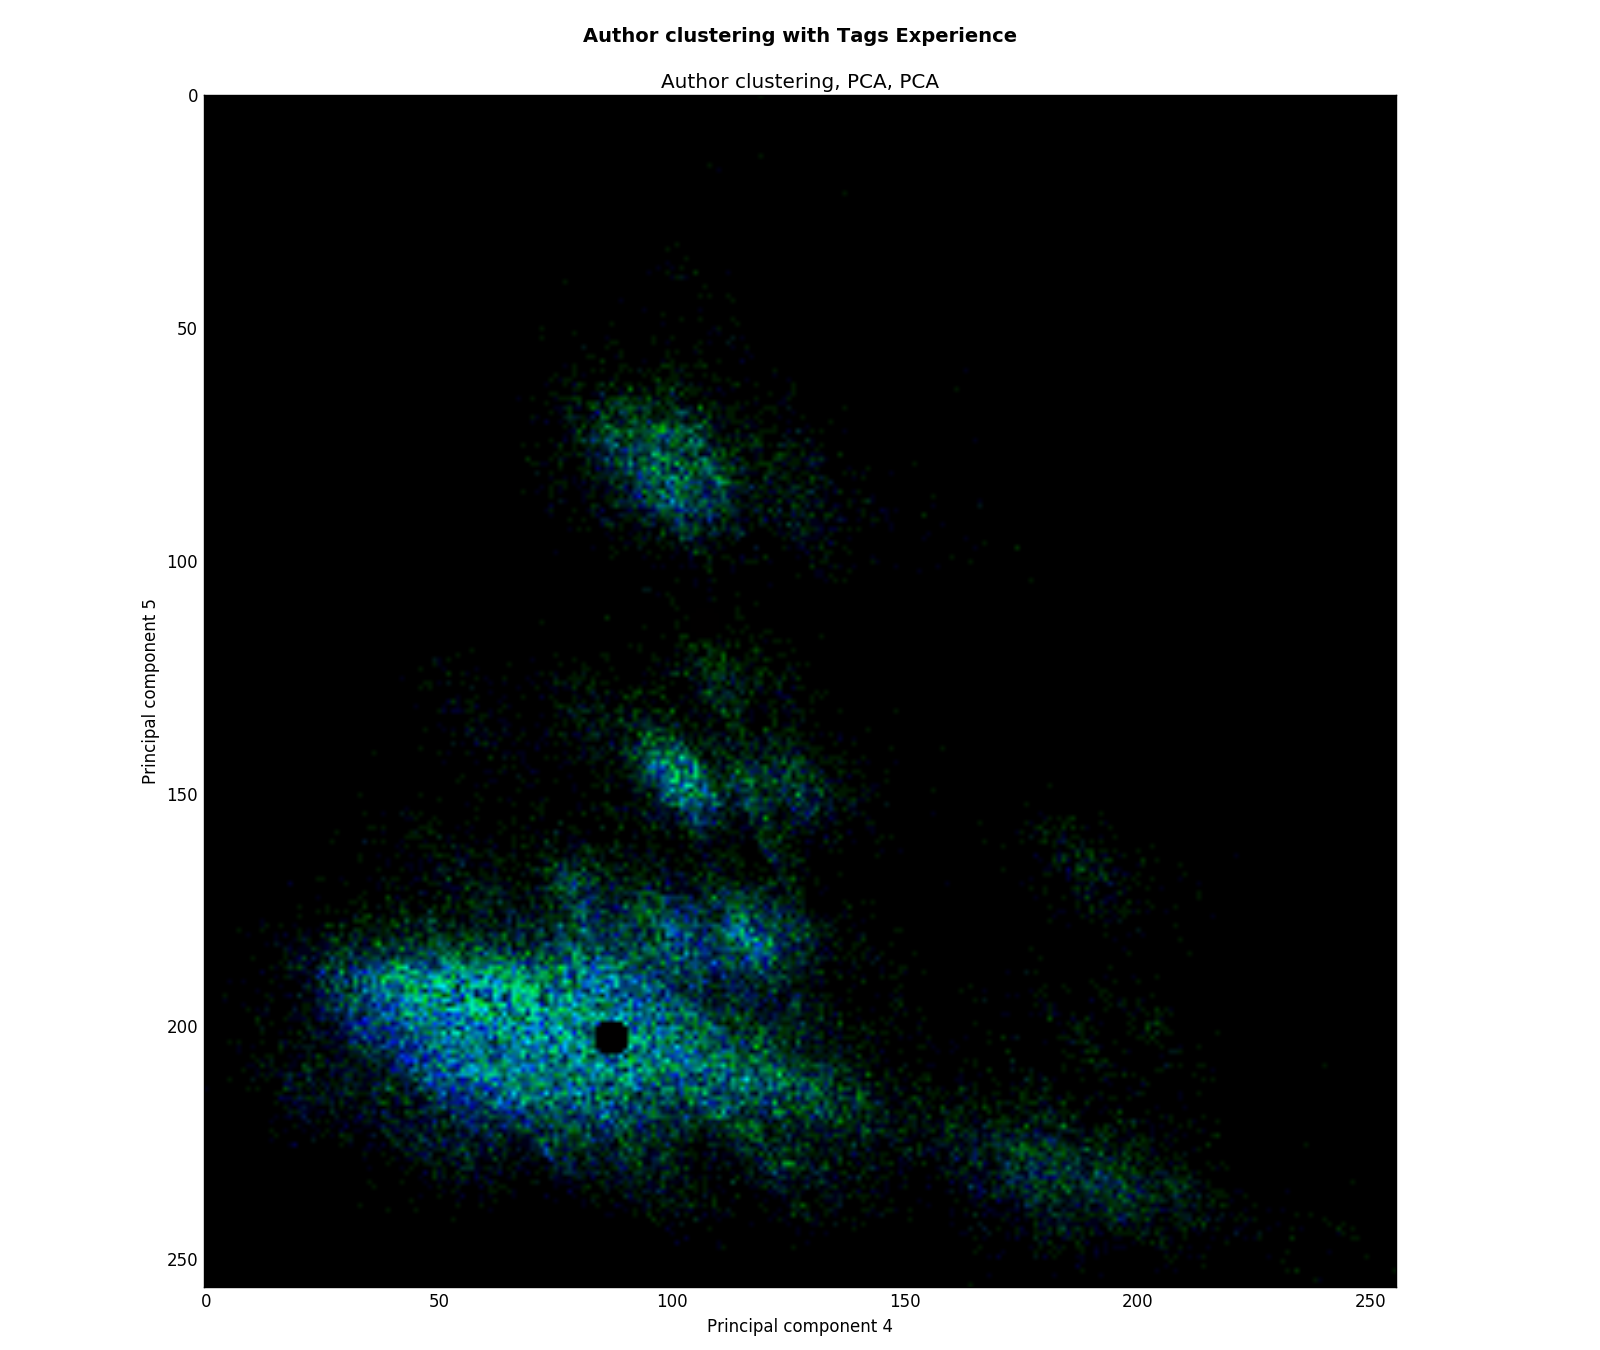 Author clustering with Tags Experience
Author clustering, PCA, PCA
0
50
100
150
200
250
Principal component 5
0 50 100 150 200 250
Principal component 4